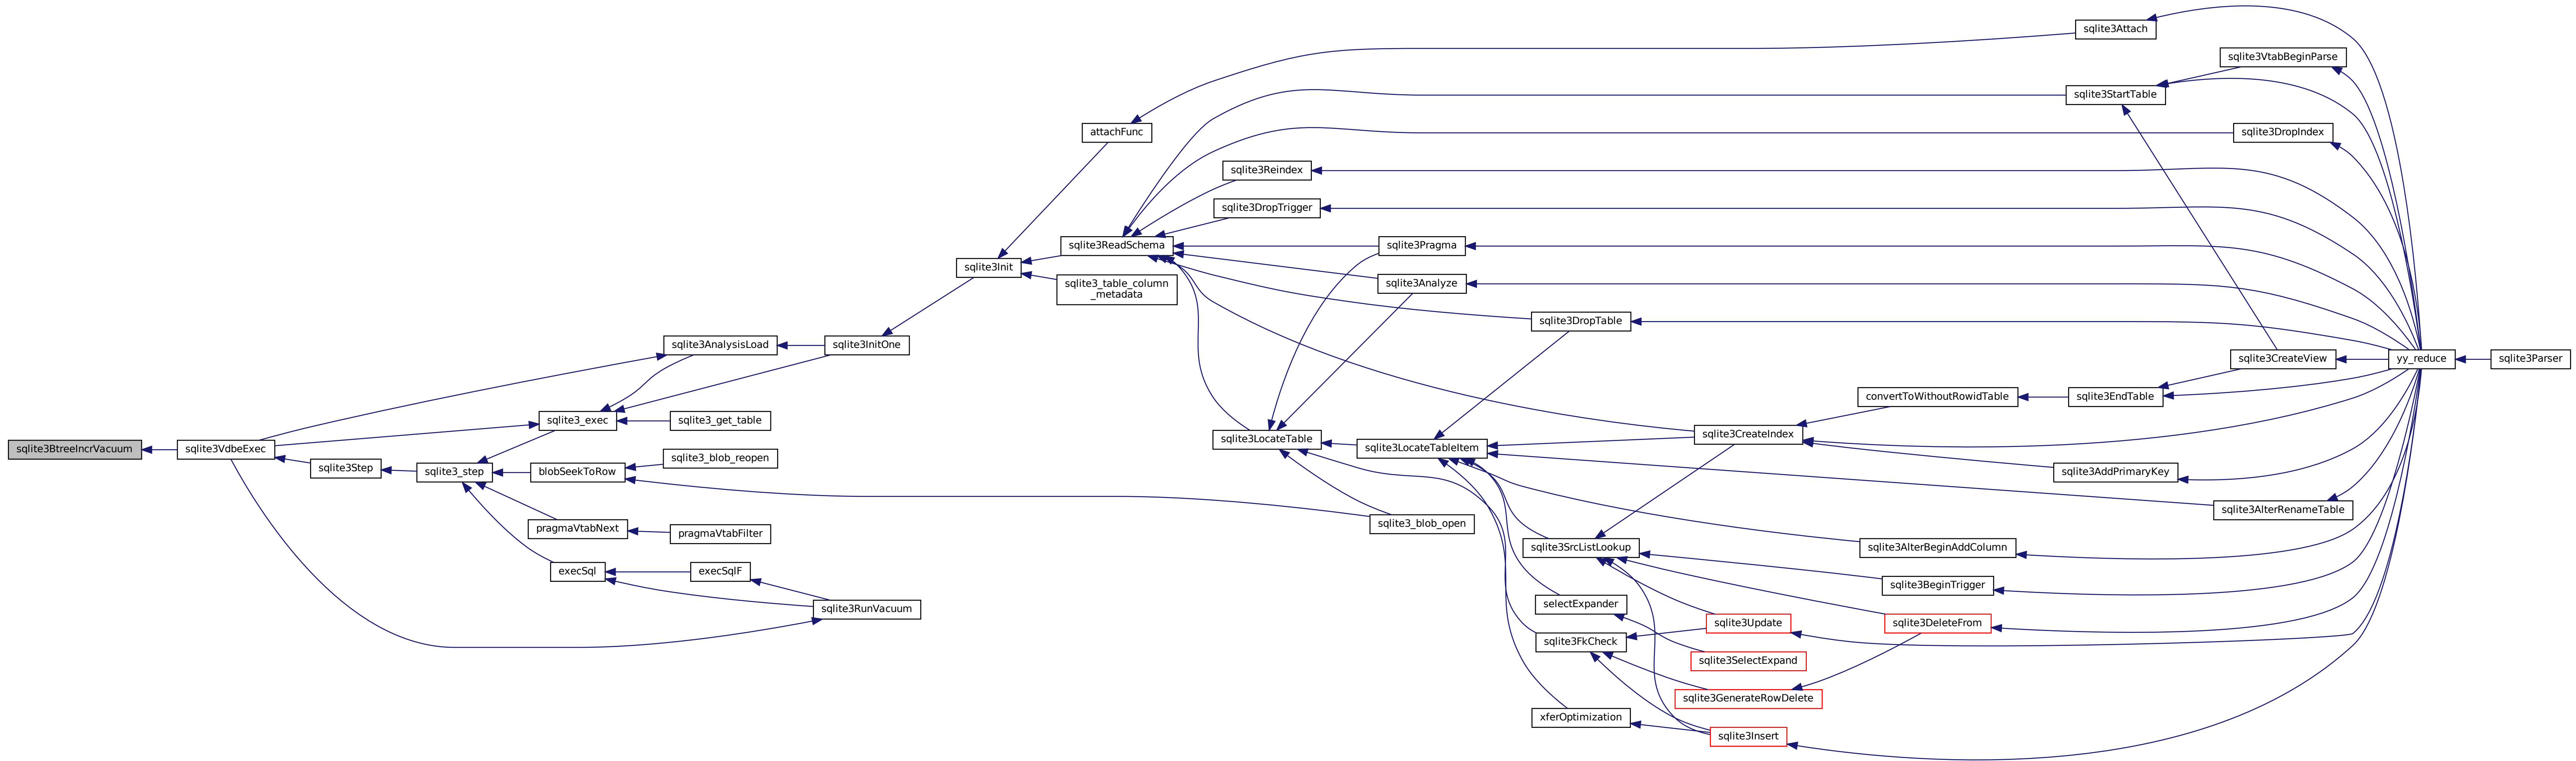 sqlite3BtreeIncrVacuum
sqlite3VdbeExec
sqlite3Step
sqlite3_step
sqlite3AnalysisLoad
sqlite3_exec
sqlite3_get_table
blobSeekToRow
sqlite3_blob_reopen
pragmaVtabNext
pragmaVtabFilter
execSql
execSqlF
sqlite3RunVacuum
sqlite3InitOne
sqlite3Init
attachFunc
sqlite3ReadSchema
sqlite3_table_column
_metadata
sqlite3Reindex
sqlite3DropTrigger
sqlite3LocateTable
sqlite3Pragma
sqlite3Analyze
sqlite3LocateTableItem
sqlite3_blob_open
sqlite3DropTable
sqlite3SrcListLookup
selectExpander
sqlite3FkCheck
xferOptimization
sqlite3CreateIndex
sqlite3Update
sqlite3SelectExpand
sqlite3GenerateRowDelete
sqlite3Insert
convertToWithoutRowidTable
sqlite3AlterBeginAddColumn
sqlite3BeginTrigger
sqlite3DeleteFrom
sqlite3Attach
sqlite3StartTable
sqlite3EndTable
sqlite3AddPrimaryKey
sqlite3VtabBeginParse
sqlite3DropIndex
sqlite3CreateView
sqlite3AlterRenameTable
yy_reduce
sqlite3Parser